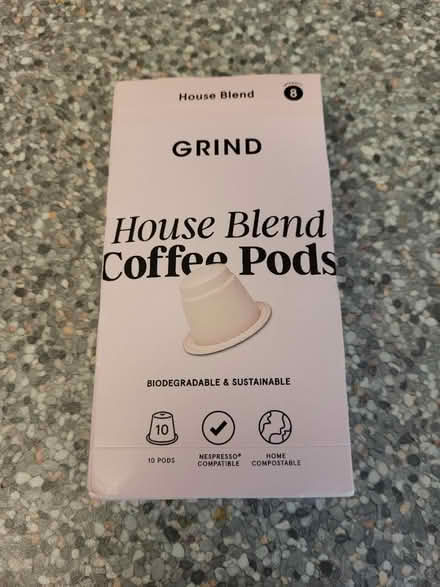 House Blend
8
GRIND
House Blend
Coffee Pods
BIODEGRADABLE & SUSTAINABLE
10
10 PODS
NESPRESSO®
COMPATIBLE
HOME
COMPOSTABLE